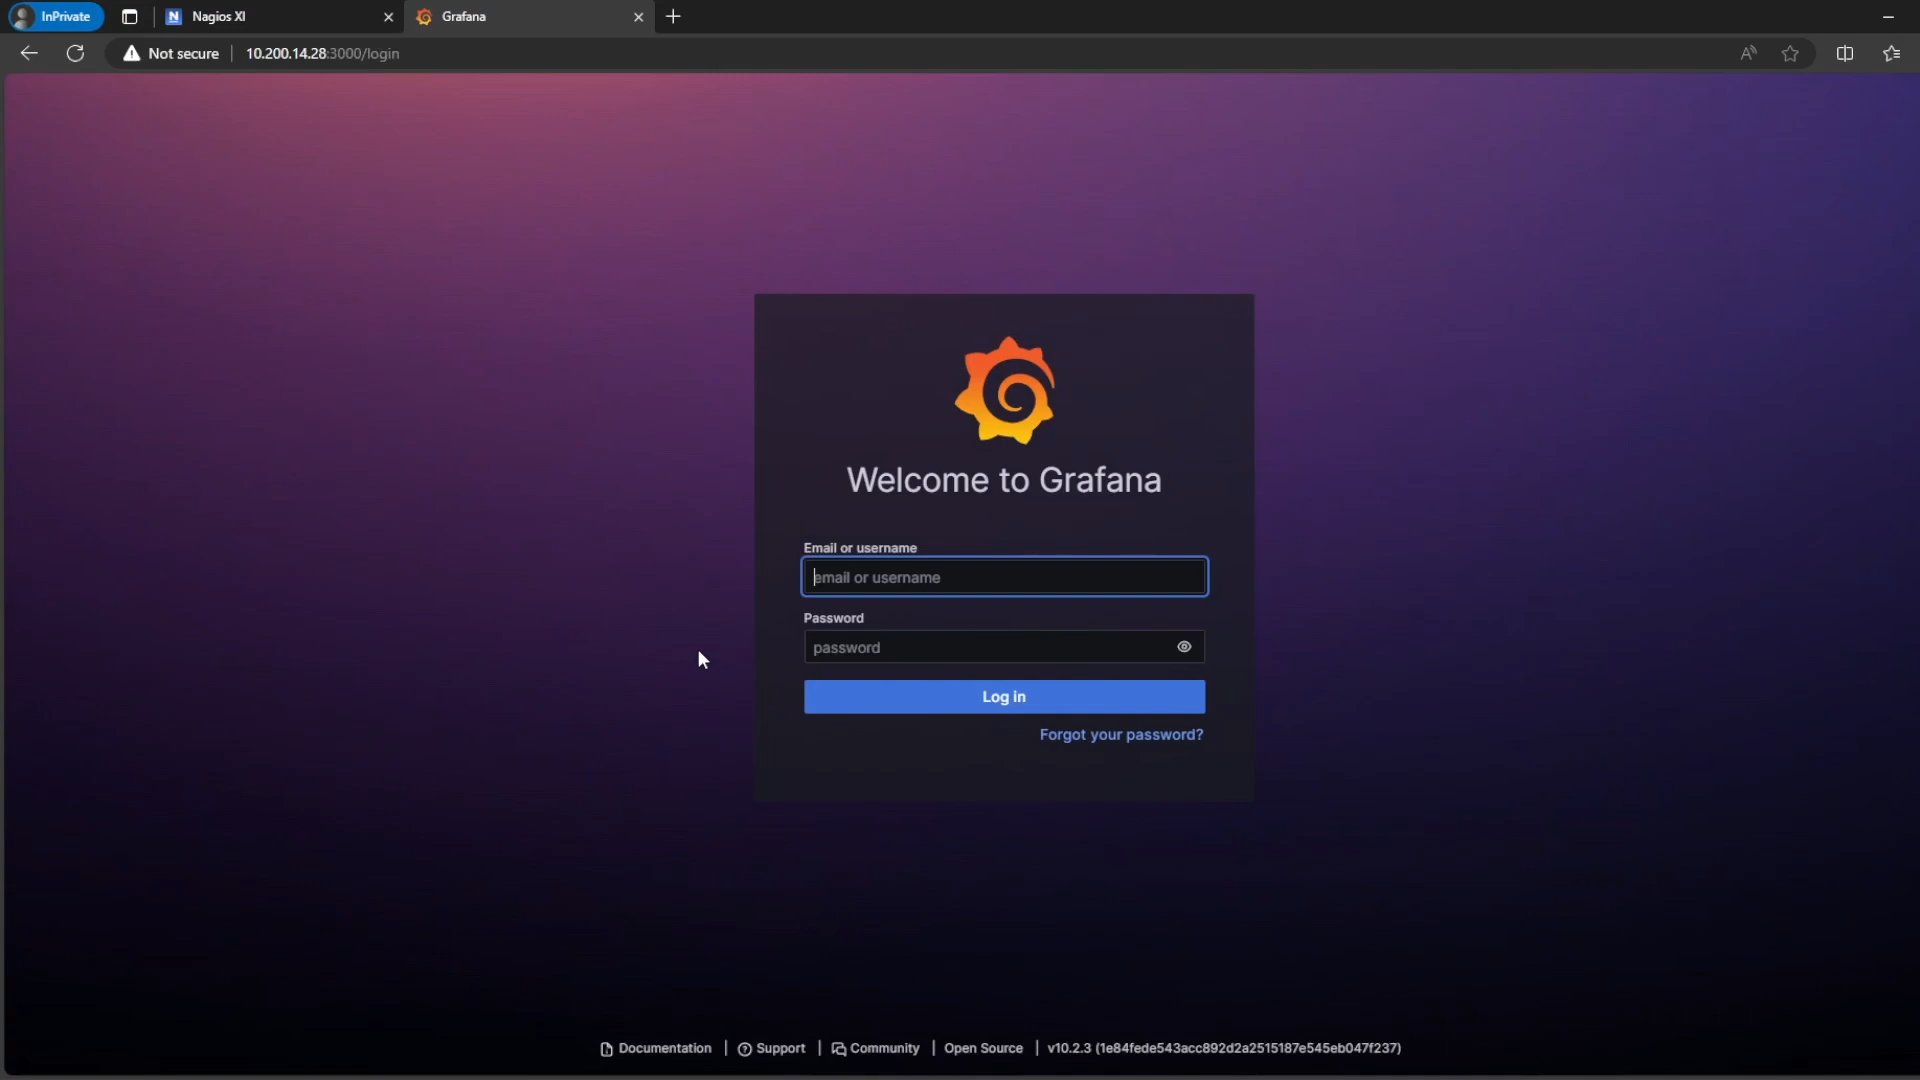 InPrivate
Nagios XI
Grafana
Not secure
10.200.14.28:3000/login
Welcome to Grafana
Email or username
email or username
Password
password
Log in
Forgot your password?
Documentation | Support | Community | Open Source | v10.2.3 (1e84fede543acc892d2a2515187e545eb047f237)